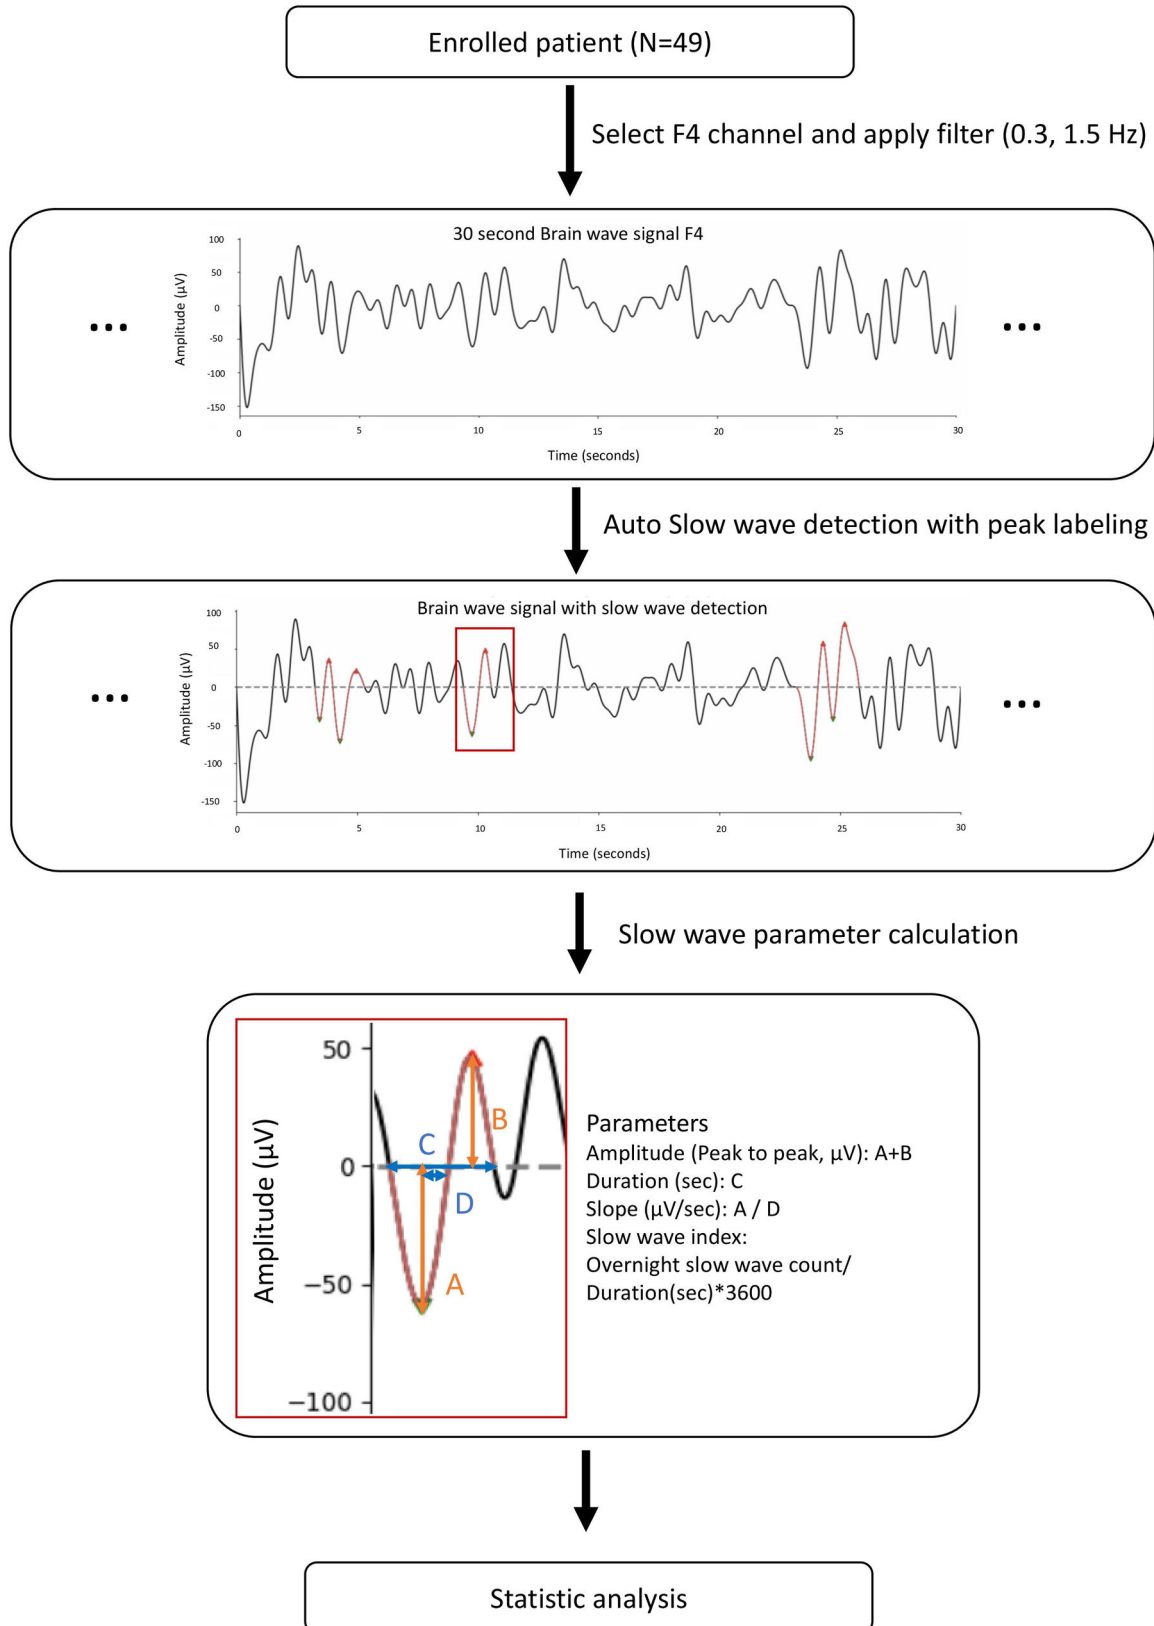 Enrolled patient (N=49)
Select F4 channel and apply filter (0.3, 1.5 Hz)
30 second Brain wave signal F4
Amplitude (µV)
100
50
0
-50
-100
-150
0 5 10 15 20 25 30
Time (seconds)
... ...
Auto Slow wave detection with peak labeling
Brain wave signal with slow wave detection
Amplitude (µV)
100
50
0
-50
-100
-150
0 5 10 15 20 25 30
Time (seconds)
... ...
Slow wave parameter calculation
Amplitude (µV)
50
0
−50
−100
A
B
C
D
Parameters
Amplitude (Peak to peak, µV): A+B
Duration (sec): C
Slope (µV/sec): A / D
Slow wave index:
Overnight slow wave count/
Duration(sec)*3600
Statistic analysis